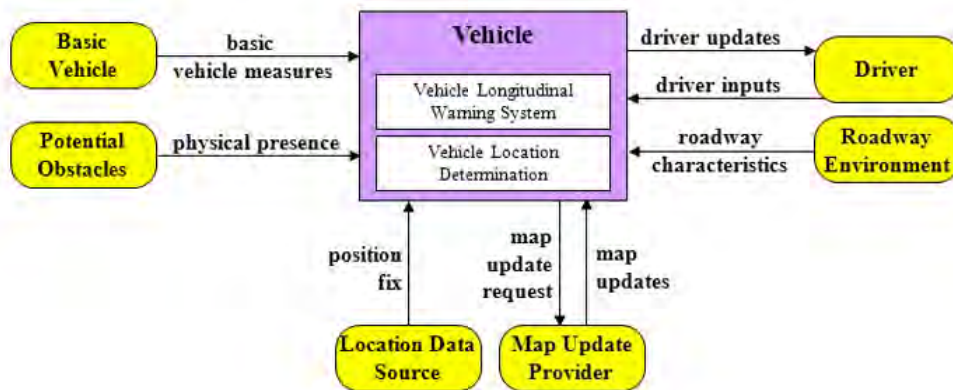 Vehicle
Basic
Vehicle
basic
vehicle measures
driver updates
Driver
driver inputs
Vehicle Longitudinal
Warning System
Potential
Obstacles
physical presence
Vehicle Location
Determination
roadway
characteristics
Roadway
Environment
position
fix
map
update
request
map
updates
Location Data
Source
Map Update
Provider